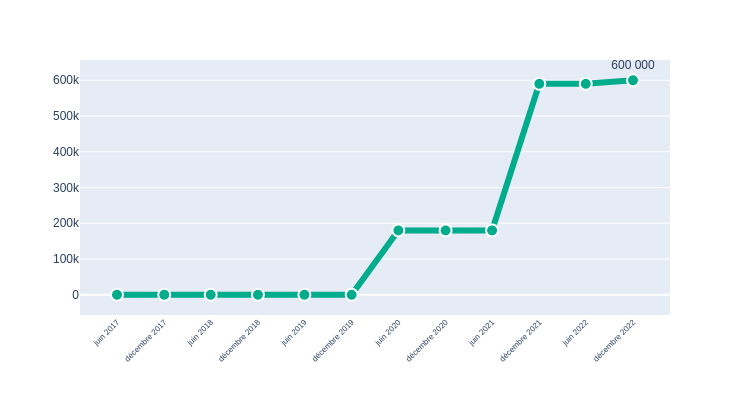 600 000
600k
500k
400k
300k
200k
100k
0
juin 2017
décembre 2017
juin 2018
décembre 2018
juin 2019
décembre 2019
juin 2020
décembre 2020
juin 2021
décembre 2021
juin 2022
décembre 2022